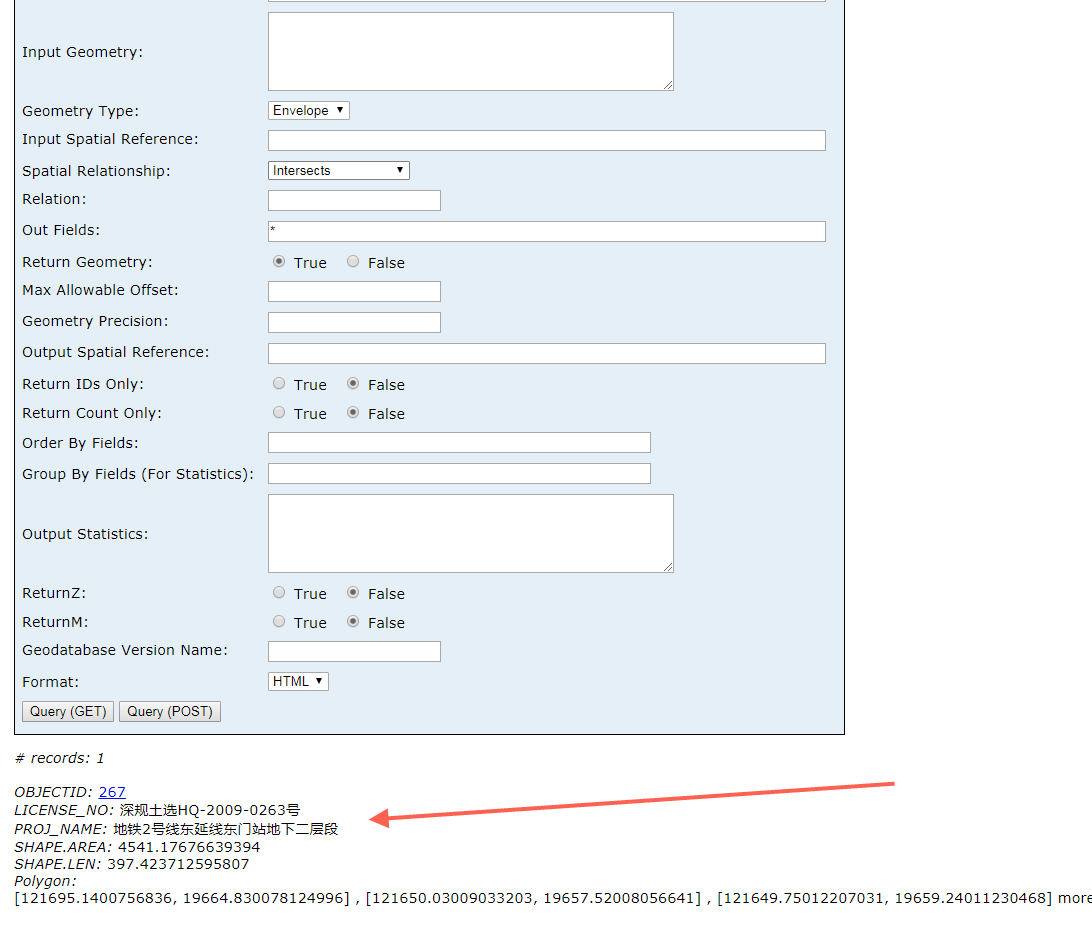 Input Geometry:
Geometry Type: Envelope
Input Spatial Reference:
Spatial Relationship: Intersects
Relation:
Out Fields: *
Return Geometry: True False
Max Allowable Offset:
Geometry Precision:
Output Spatial Reference:
Return IDs Only: True False
Return Count Only: True False
Order By Fields:
Group By Fields (For Statistics):
Output Statistics:
ReturnZ: True False
ReturnM: True False
Geodatabase Version Name:
Format: HTML
Query (GET) Query (POST)
# records: 1
OBJECTID: 267
LICENSE_NO: 深规土选HQ-2009-0263号
PROJ_NAME: 地铁2号线东延线东门站地下二层段
SHAPE.AREA: 4541.17676639394
SHAPE.LEN: 397.423712595807
Polygon:
[121695.1400756836, 19664.830078124996] , [121650.03009033203, 19657.52008056641] , [121649.75012207031, 19659.24011230468] more